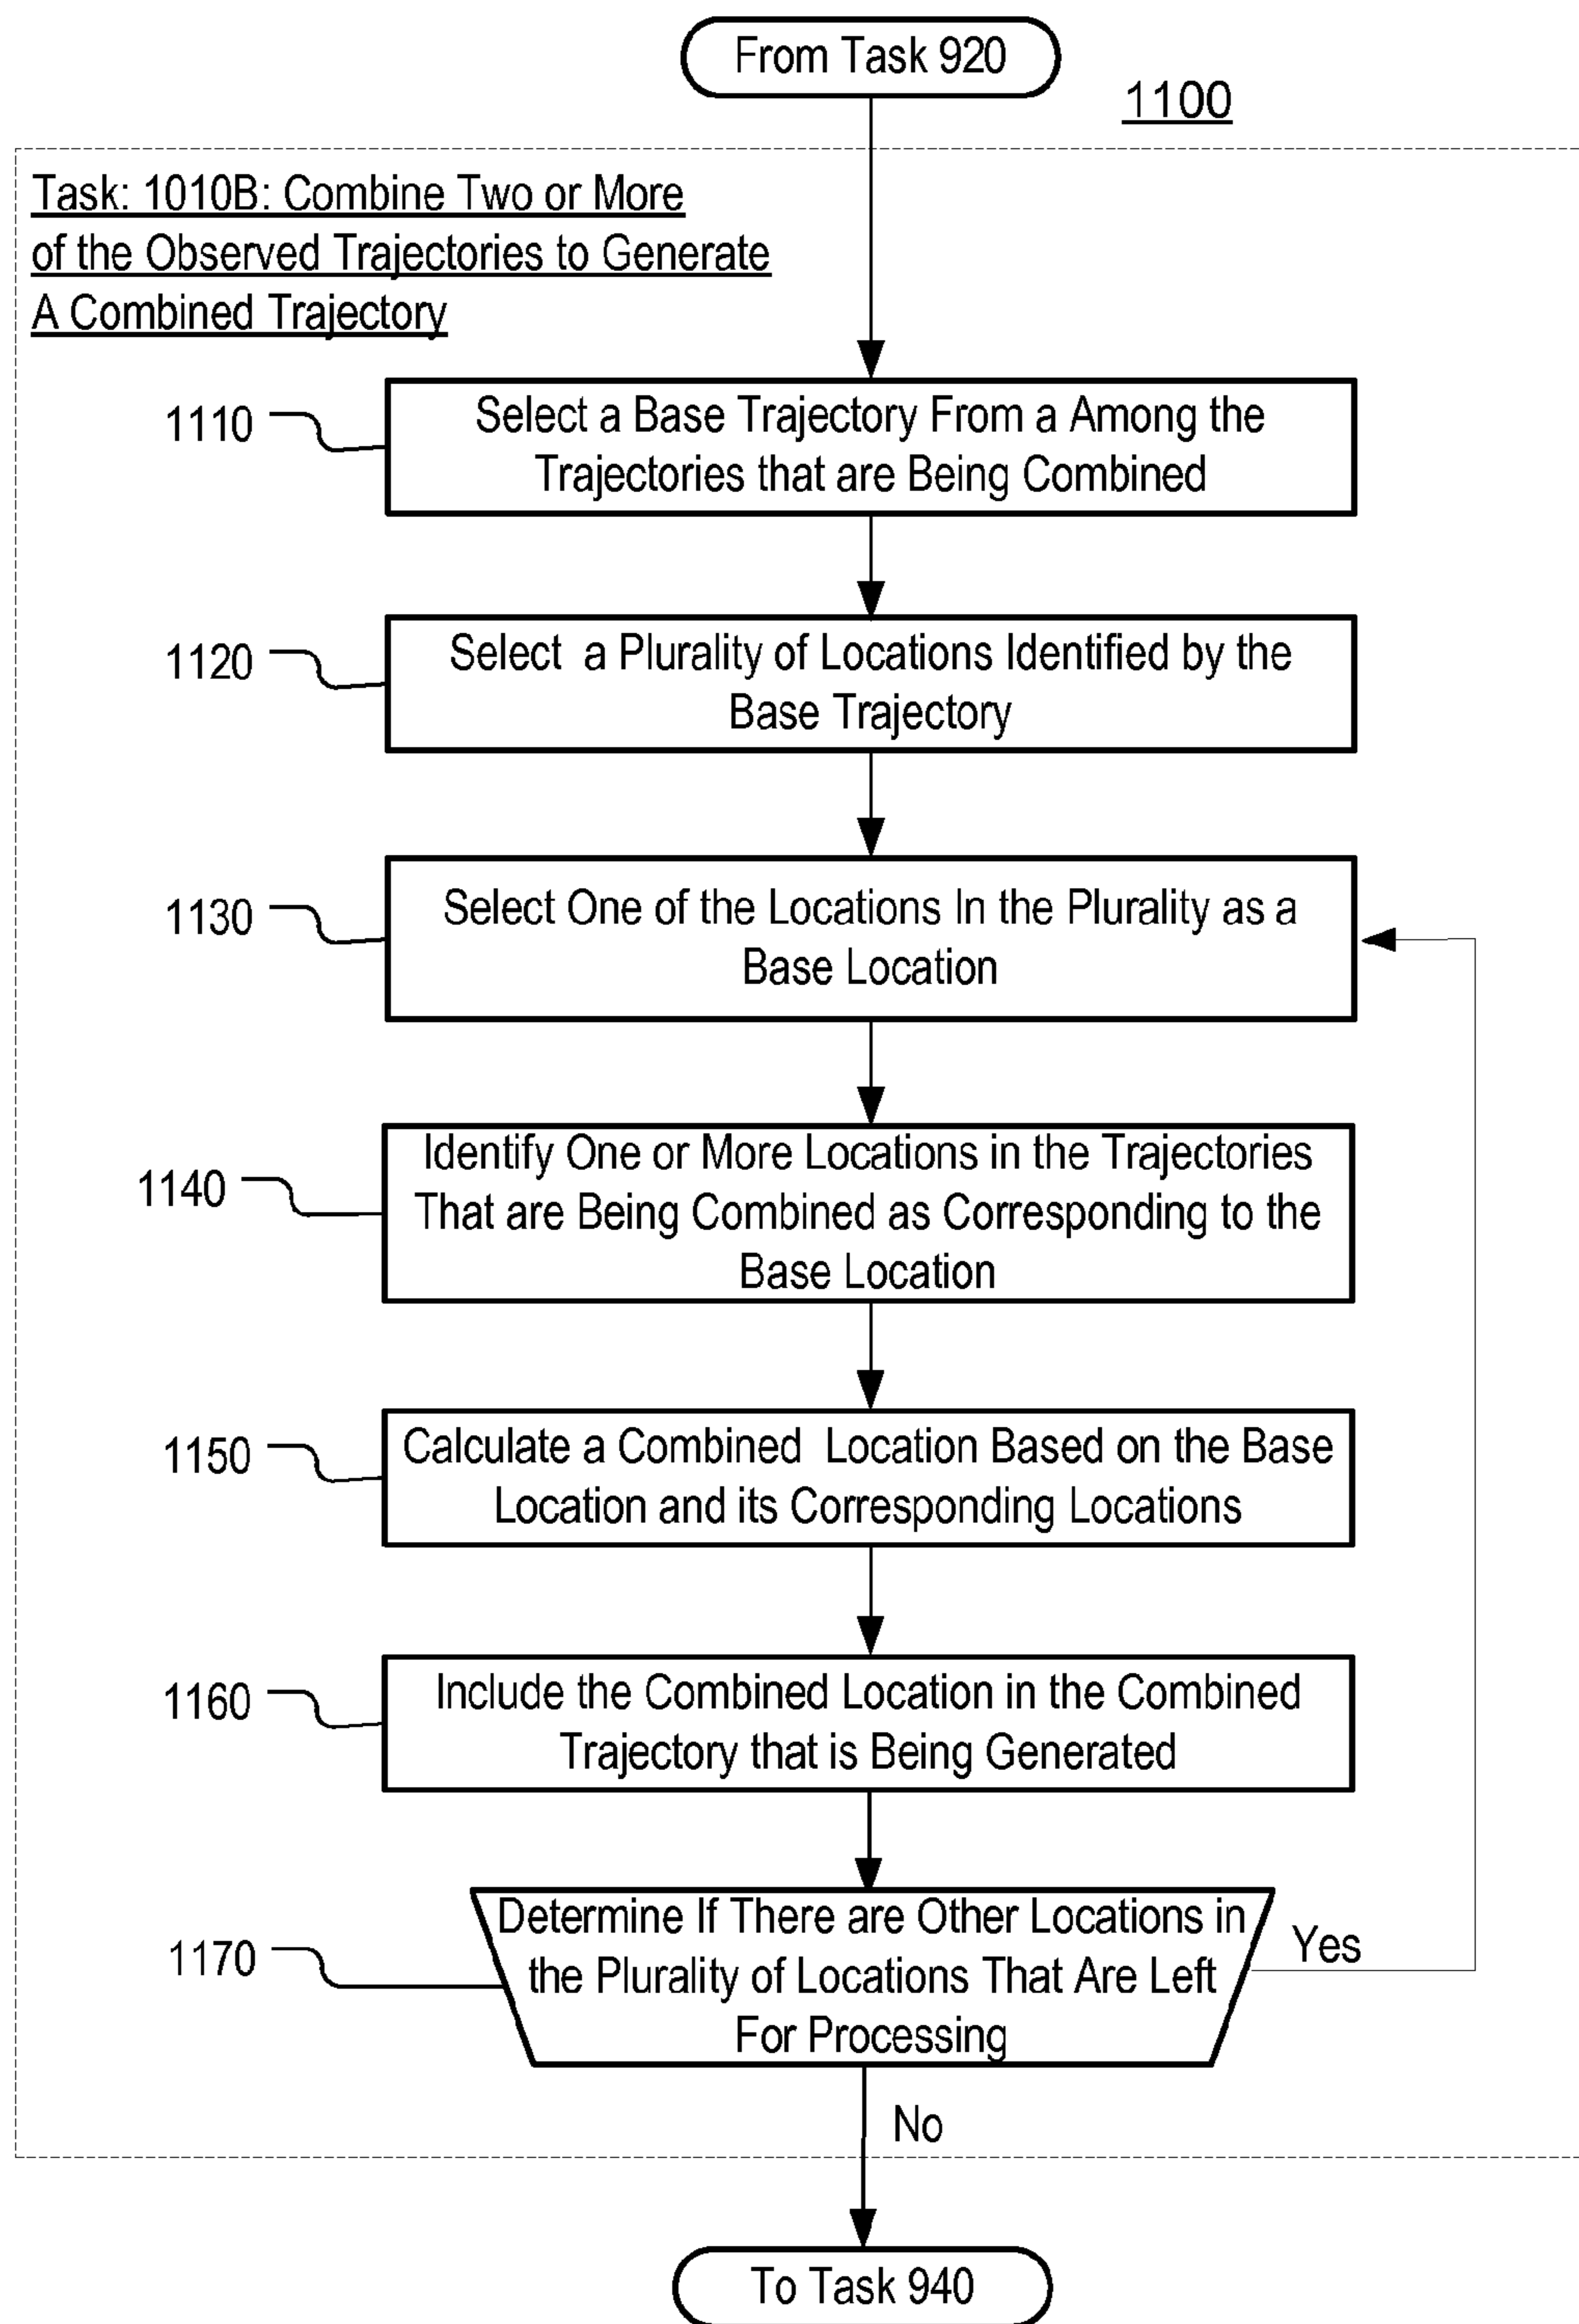 From Task 920
1100
Task: 1010B: Combine Two or More
of the Observed Trajectories to Generate
A Combined Trajectory
1110
Select a Base Trajectory From a Among the
Trajectories that are Being Combined
1120
Select a Plurality of Locations Identified by the
Base Trajectory
1130
Select One of the Locations In the Plurality as a
Base Location
1140
Identify One or More Locations in the Trajectories
That are Being Combined as Corresponding to the
Base Location
1150
Calculate a Combined Location Based on the Base
Location and its Corresponding Locations
1160
Include the Combined Location in the Combined
Trajectory that is Being Generated
1170
Determine If There are Other Locations in
the Plurality of Locations That Are Left
For Processing
Yes
No
To Task 940